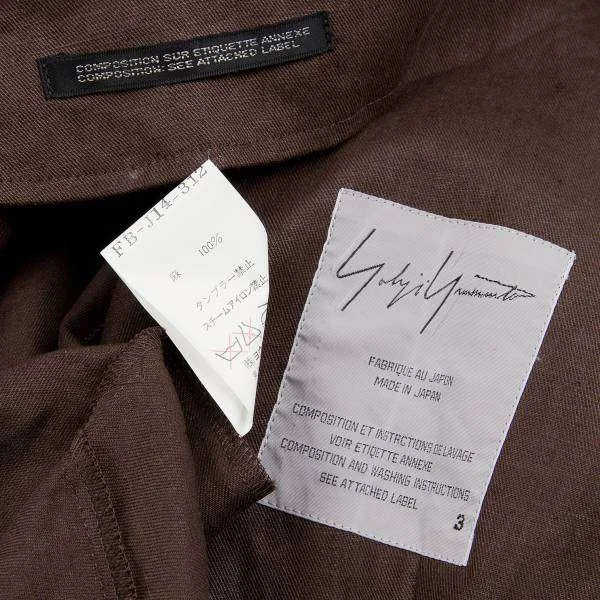 COMPOSITION SUR ETIQUETTE ANNEXE
COMPOSITION: SEE ATTACHED LABEL
FB-J14-312
麻 100%
タンブラー禁止
スチームアイロン禁止
Yohji Yamamoto
FABRIQUE AU JAPON
MADE IN JAPAN
COMPOSITION ET INSTRCTIONS DE LAVAGE
VOIR ETIQUETTE ANNEXE
COMPOSITION AND WASHING INSTRUCTIONS
SEE ATTACHED LABEL
3